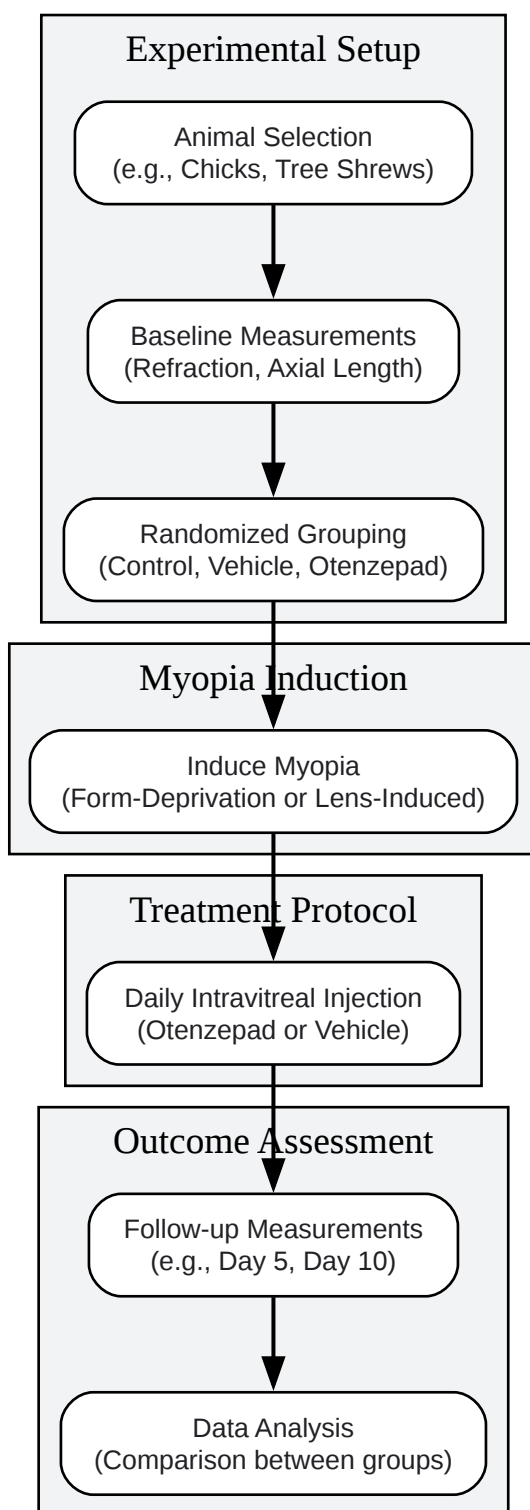 Experimental Setup
Animal Selection
(e.g., Chicks, Tree Shrews)
Baseline Measurements
(Refraction, Axial Length)
Randomized Grouping
(Control, Vehicle, Otenzepad)
Myopia Induction
Induce Myopia
(Form-Deprivation or Lens-Induced)
Treatment Protocol
Daily Intravitreal Injection
(Otenzepad or Vehicle)
Outcome Assessment
Follow-up Measurements
(e.g., Day 5, Day 10)
Data Analysis
(Comparison between groups)